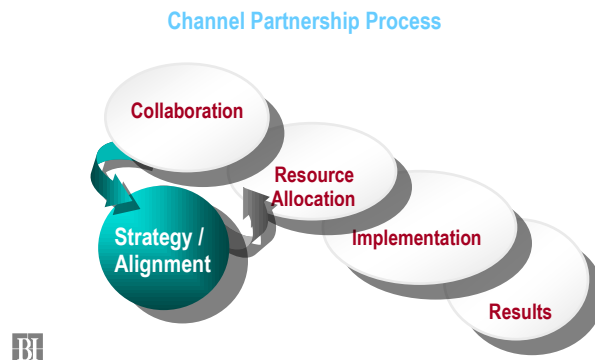 Channel Partnership Process
Collaboration
Resource
Allocation
Strategy /
Alignment
Implementation
Results